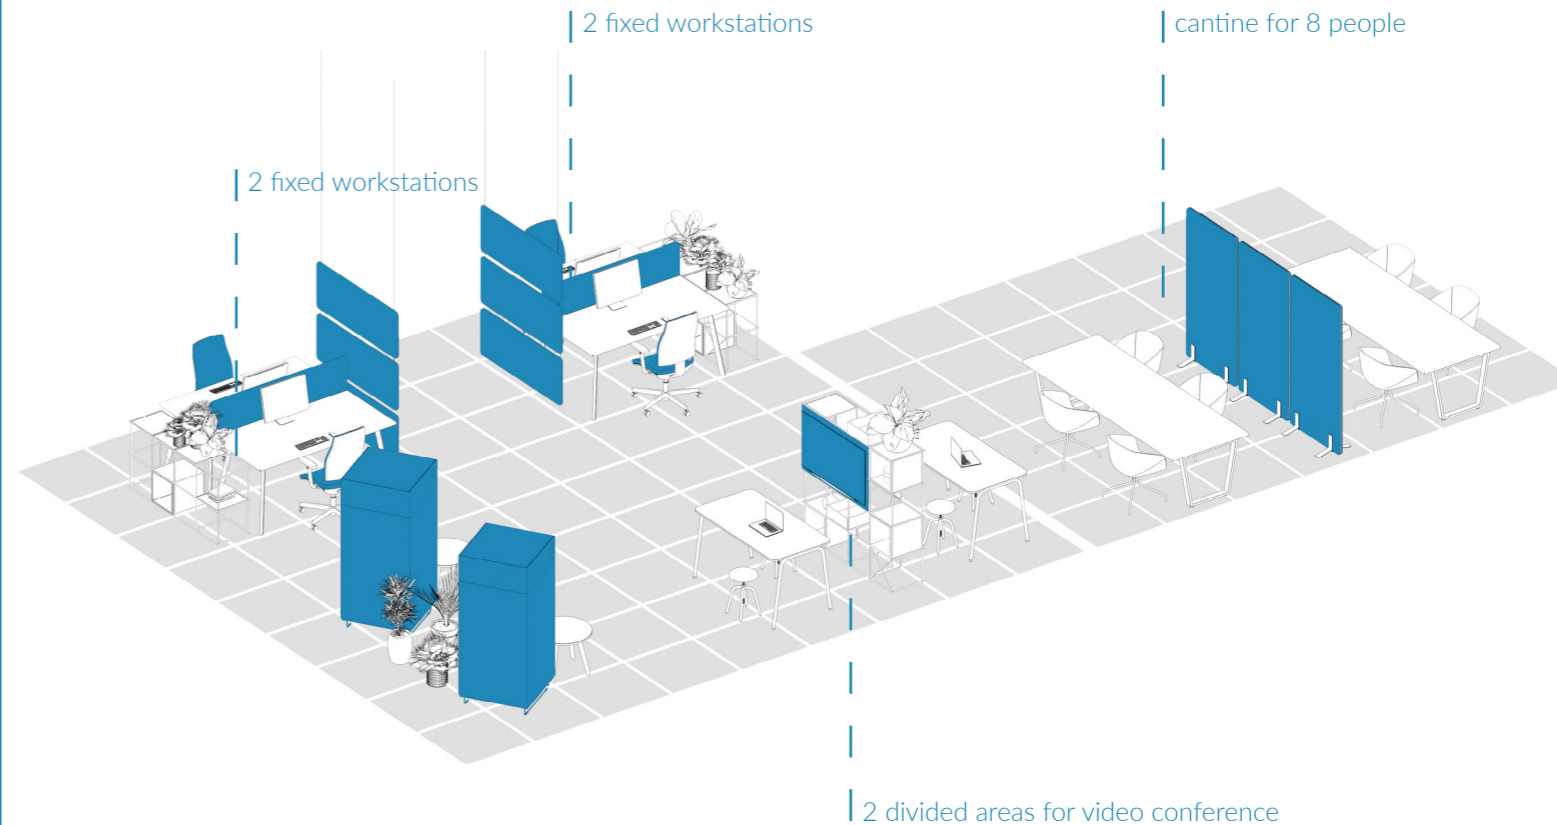 2 fixed workstations
cantine for 8 people
2 fixed workstations
2 divided areas for video conference